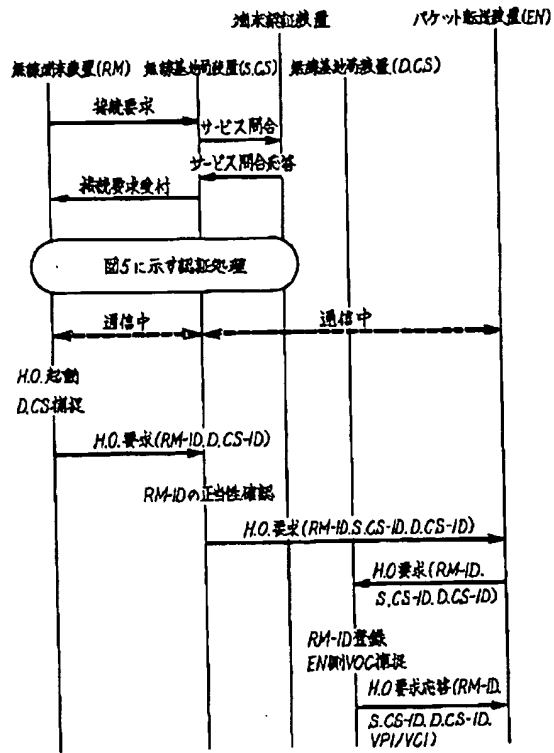 端末認証装置
パケット転送装置(EN)
無線端末装置(RM)
無線基地局装置(S,CS)
無線基地局装置(D,CS)
接続要求
サービス問合
サービス問合応答
接続要求受付
図5に示す認証処理
通信中
通信中
H.O.起動
D,CS捕捉
H.O.要求(RM-ID.D,CS-ID)
RM-IDの正当性確認
H.O.要求(RM-ID.S,CS-ID.D,CS-ID)
H.O要求(RM-ID.
S,CS-ID.D,CS-ID)
RM-ID登録
EN側VOC捕捉
H.O要求応答(RM-ID.
S.CS-ID.D.CS-ID.
VPI/VCI)